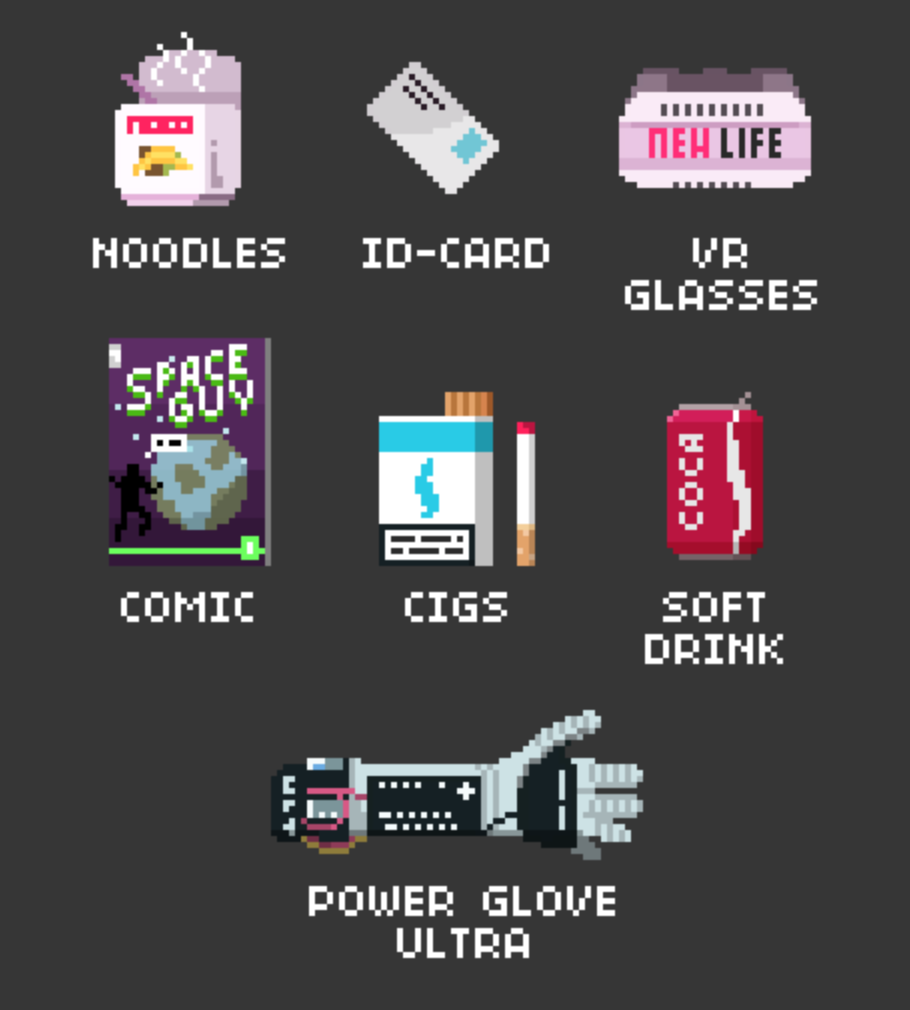 NOODLES
ID-CARD
NEW LIFE
VR
GLASSES
SPACE
GUY
COMIC
CIGS
COCA
SOFT
DRINK
POWER GLOVE
ULTRA